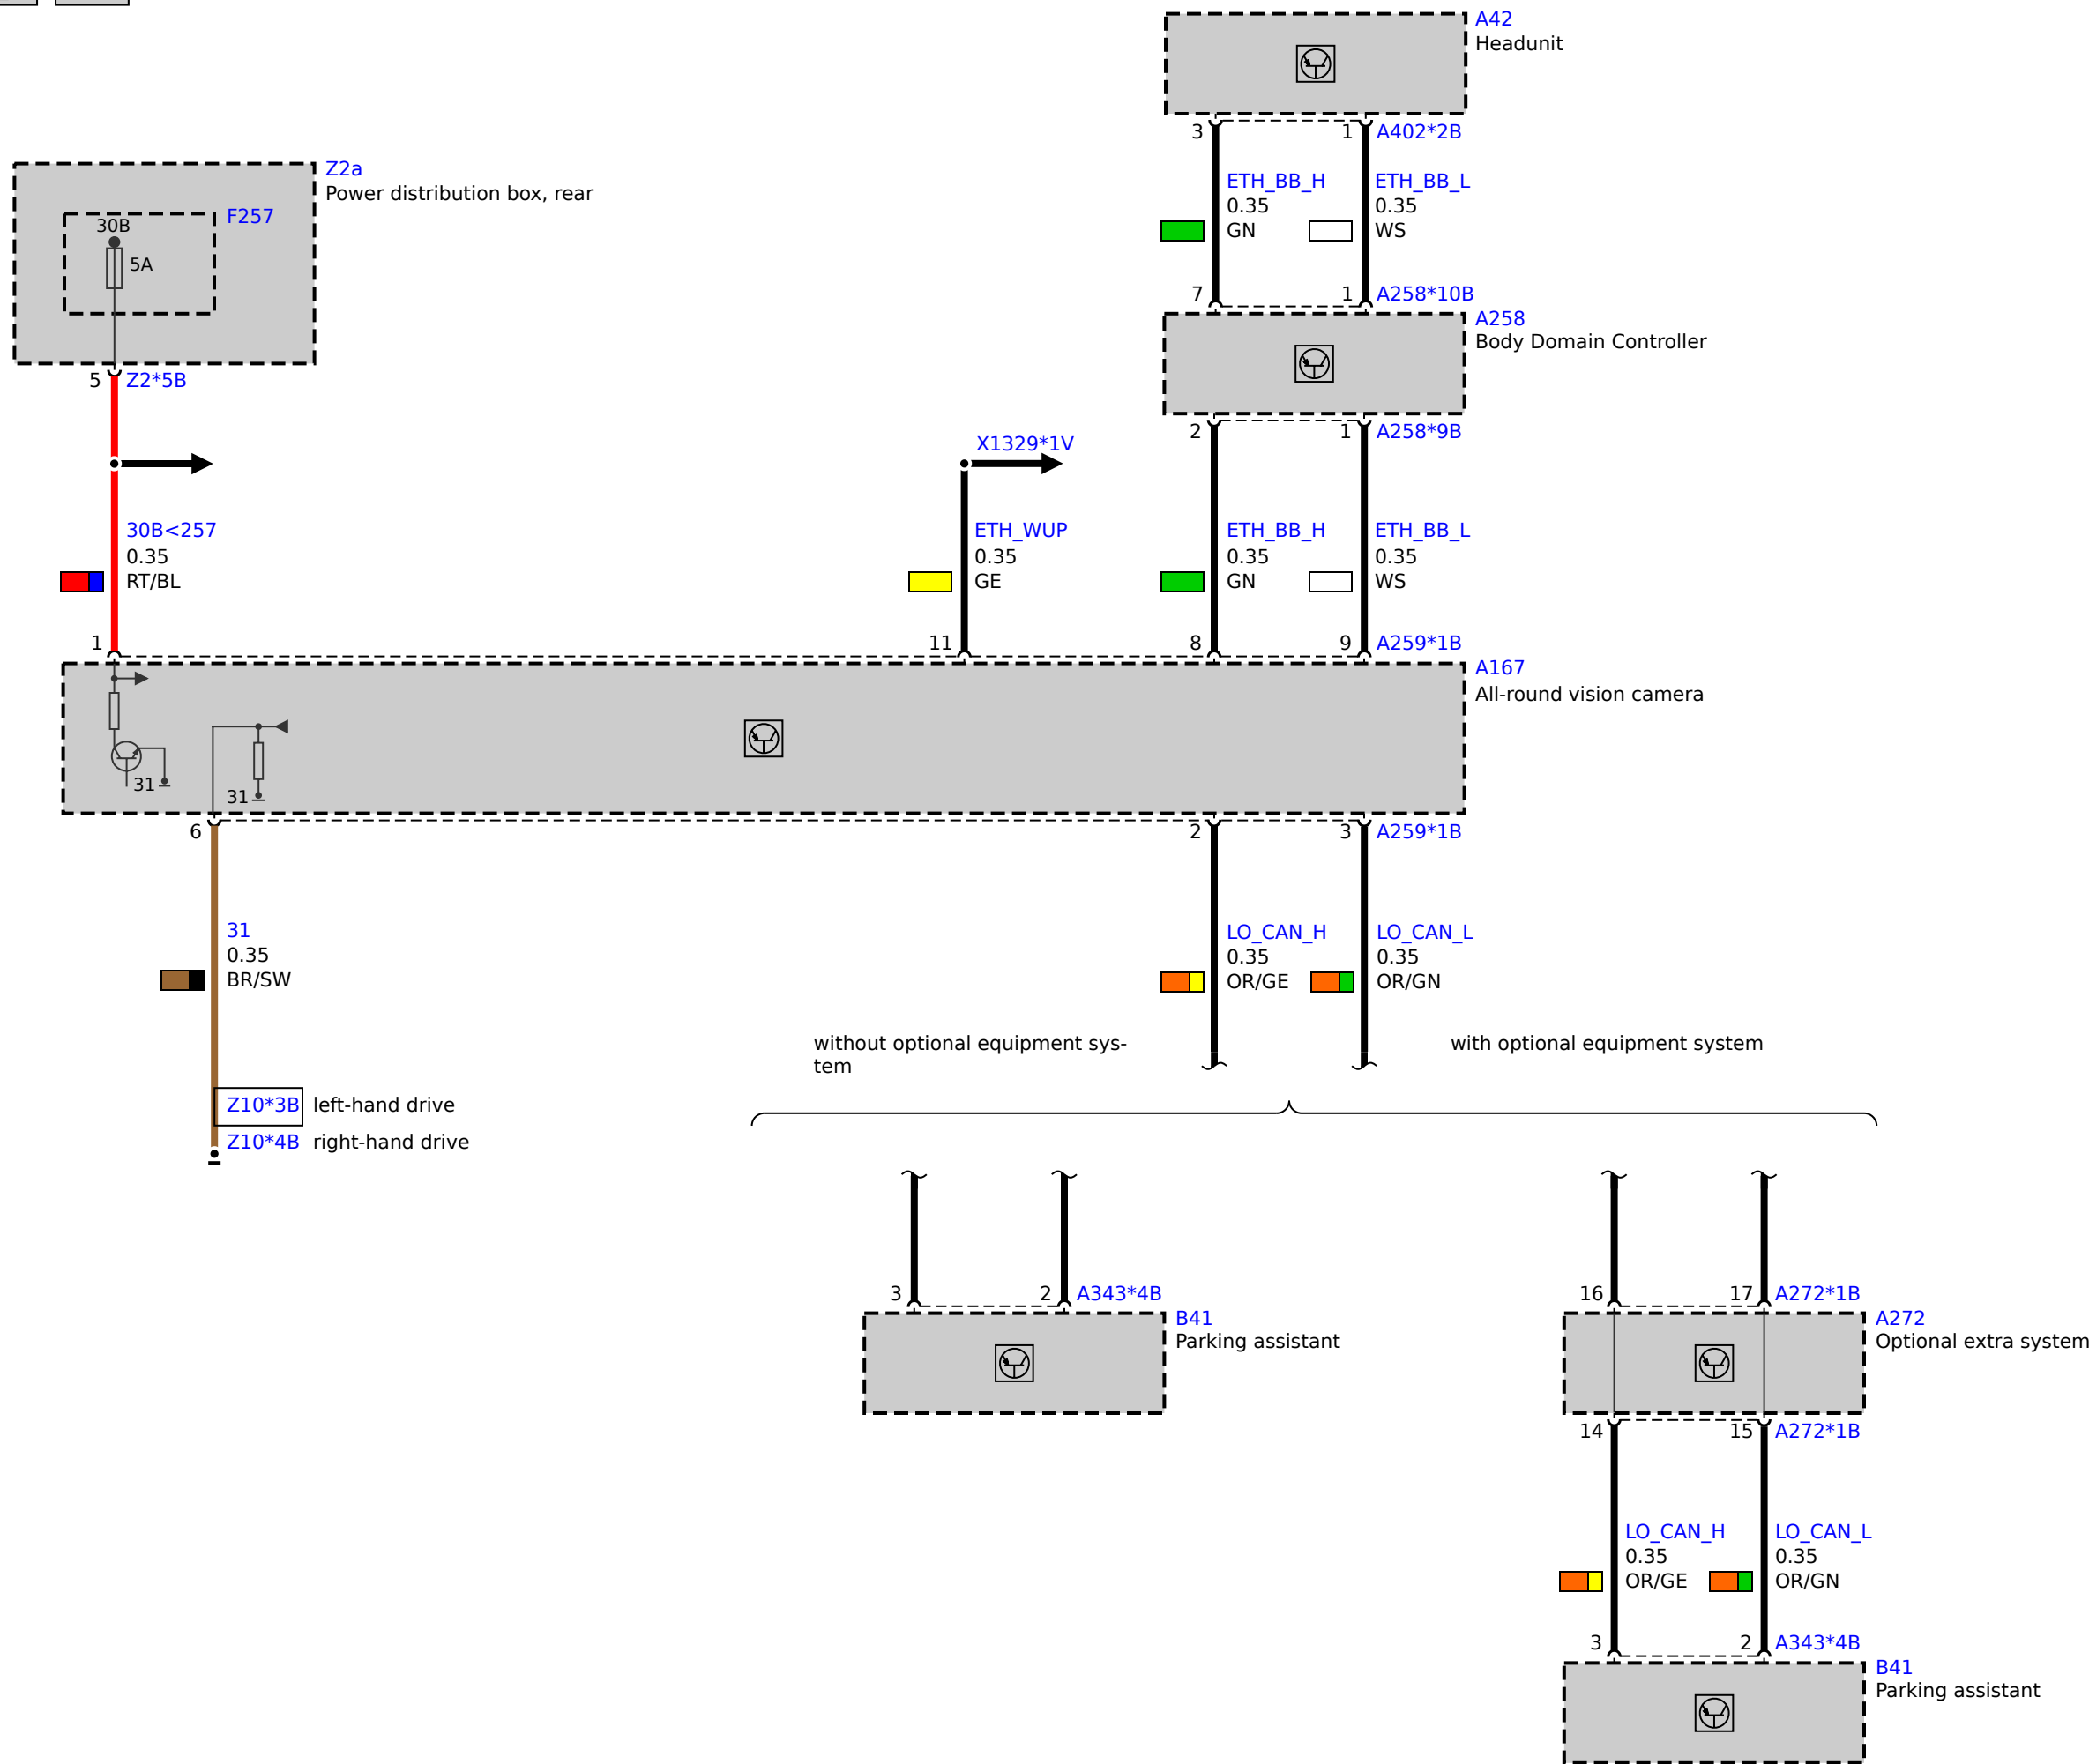 A42
Headunit
3
1
A402*2B
ETH_BB_H
0.35
GN
ETH_BB_L
0.35
WS
7
1
A258*10B
A258
Body Domain Controller
2
1
A258*9B
Z2a
Power distribution box, rear
F257
30B
5A
5
Z2*5B
X1329*1V
30B<257
0.35
RT/BL
ETH_WUP
0.35
GE
ETH_BB_H
0.35
GN
ETH_BB_L
0.35
WS
1
11
8
9
A259*1B
A167
All-round vision camera
31
31
6
2
3
A259*1B
31
0.35
BR/SW
LO_CAN_H
0.35
OR/GE
LO_CAN_L
0.35
OR/GN
without optional equipment sys-
tem
with optional equipment system
Z10*3B left-hand drive
Z10*4B right-hand drive
3
2
A343*4B
B41
Parking assistant
16
17
A272*1B
A272
Optional extra system
14
15
A272*1B
LO_CAN_H
0.35
OR/GE
LO_CAN_L
0.35
OR/GN
3
2
A343*4B
B41
Parking assistant